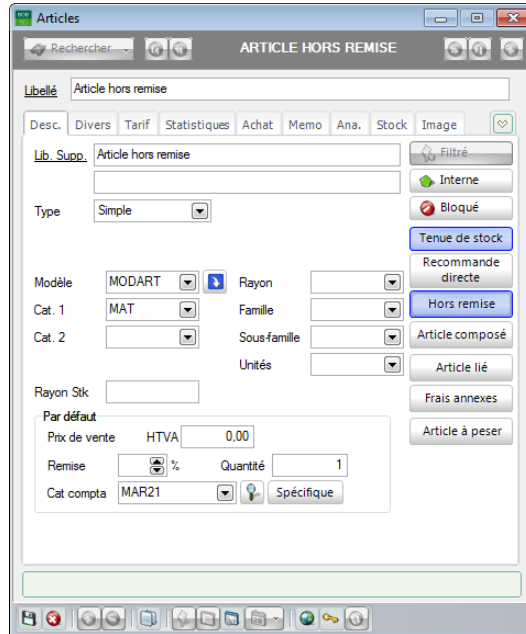 BOB
50
Articles
Rechercher
ARTICLE HORS REMISE
Libellé Article hors remise
Desc. Divers Tarif Statistiques Achat Memo Ana. Stock Image
Lib. Supp. Article hors remise
Filtré
Interne
Type Simple
Bloqué
Tenue de stock
Recommande
directe
Modèle MODART Rayon
Cat. 1 MAT Famille
Hors remise
Cat. 2 Sous-famille
Article composé
Unités
Article lié
Rayon Stk
Frais annexes
Par défaut
Prix de vente HTVA 0,00
Article à peser
Remise % Quantité 1
Cat compta MAR21 Spécifique